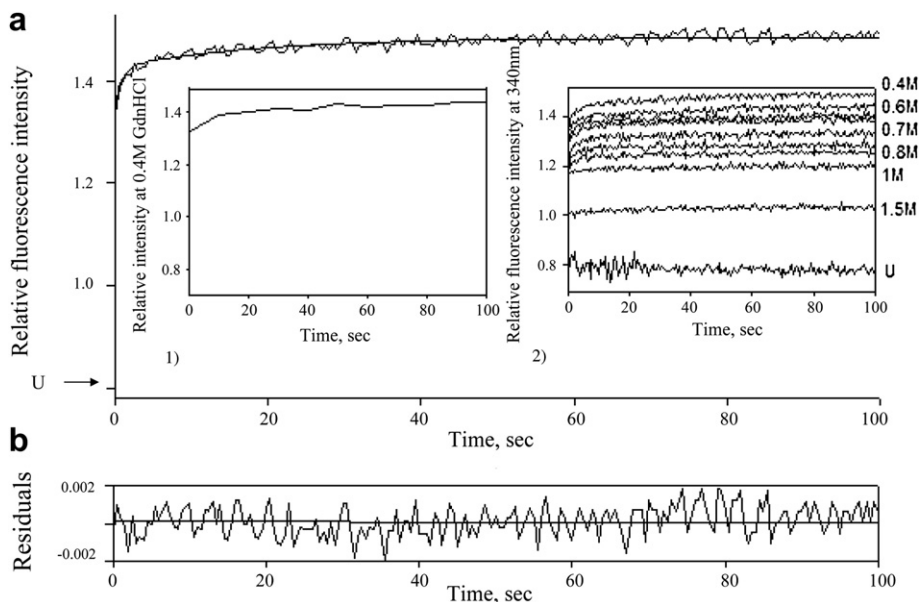 a
Relative fluorescence intensity
1.4
1.2
1.0
U
0
20
40
60
80
100
Time, sec
Relative intensity at 0.4M GdnHCl
1.4
1.2
1.0
0.8
0
20
40
60
80
100
Time, sec
1)
Relative fluorescence intensity at 340nm
1.4
1.2
1.0
0.8
0
20
40
60
80
100
Time, sec
2)
0.4M
0.6M
0.7M
0.8M
1M
1.5M
U
b
Residuals
0.002
-0.002
0
20
40
60
80
100
Time, sec